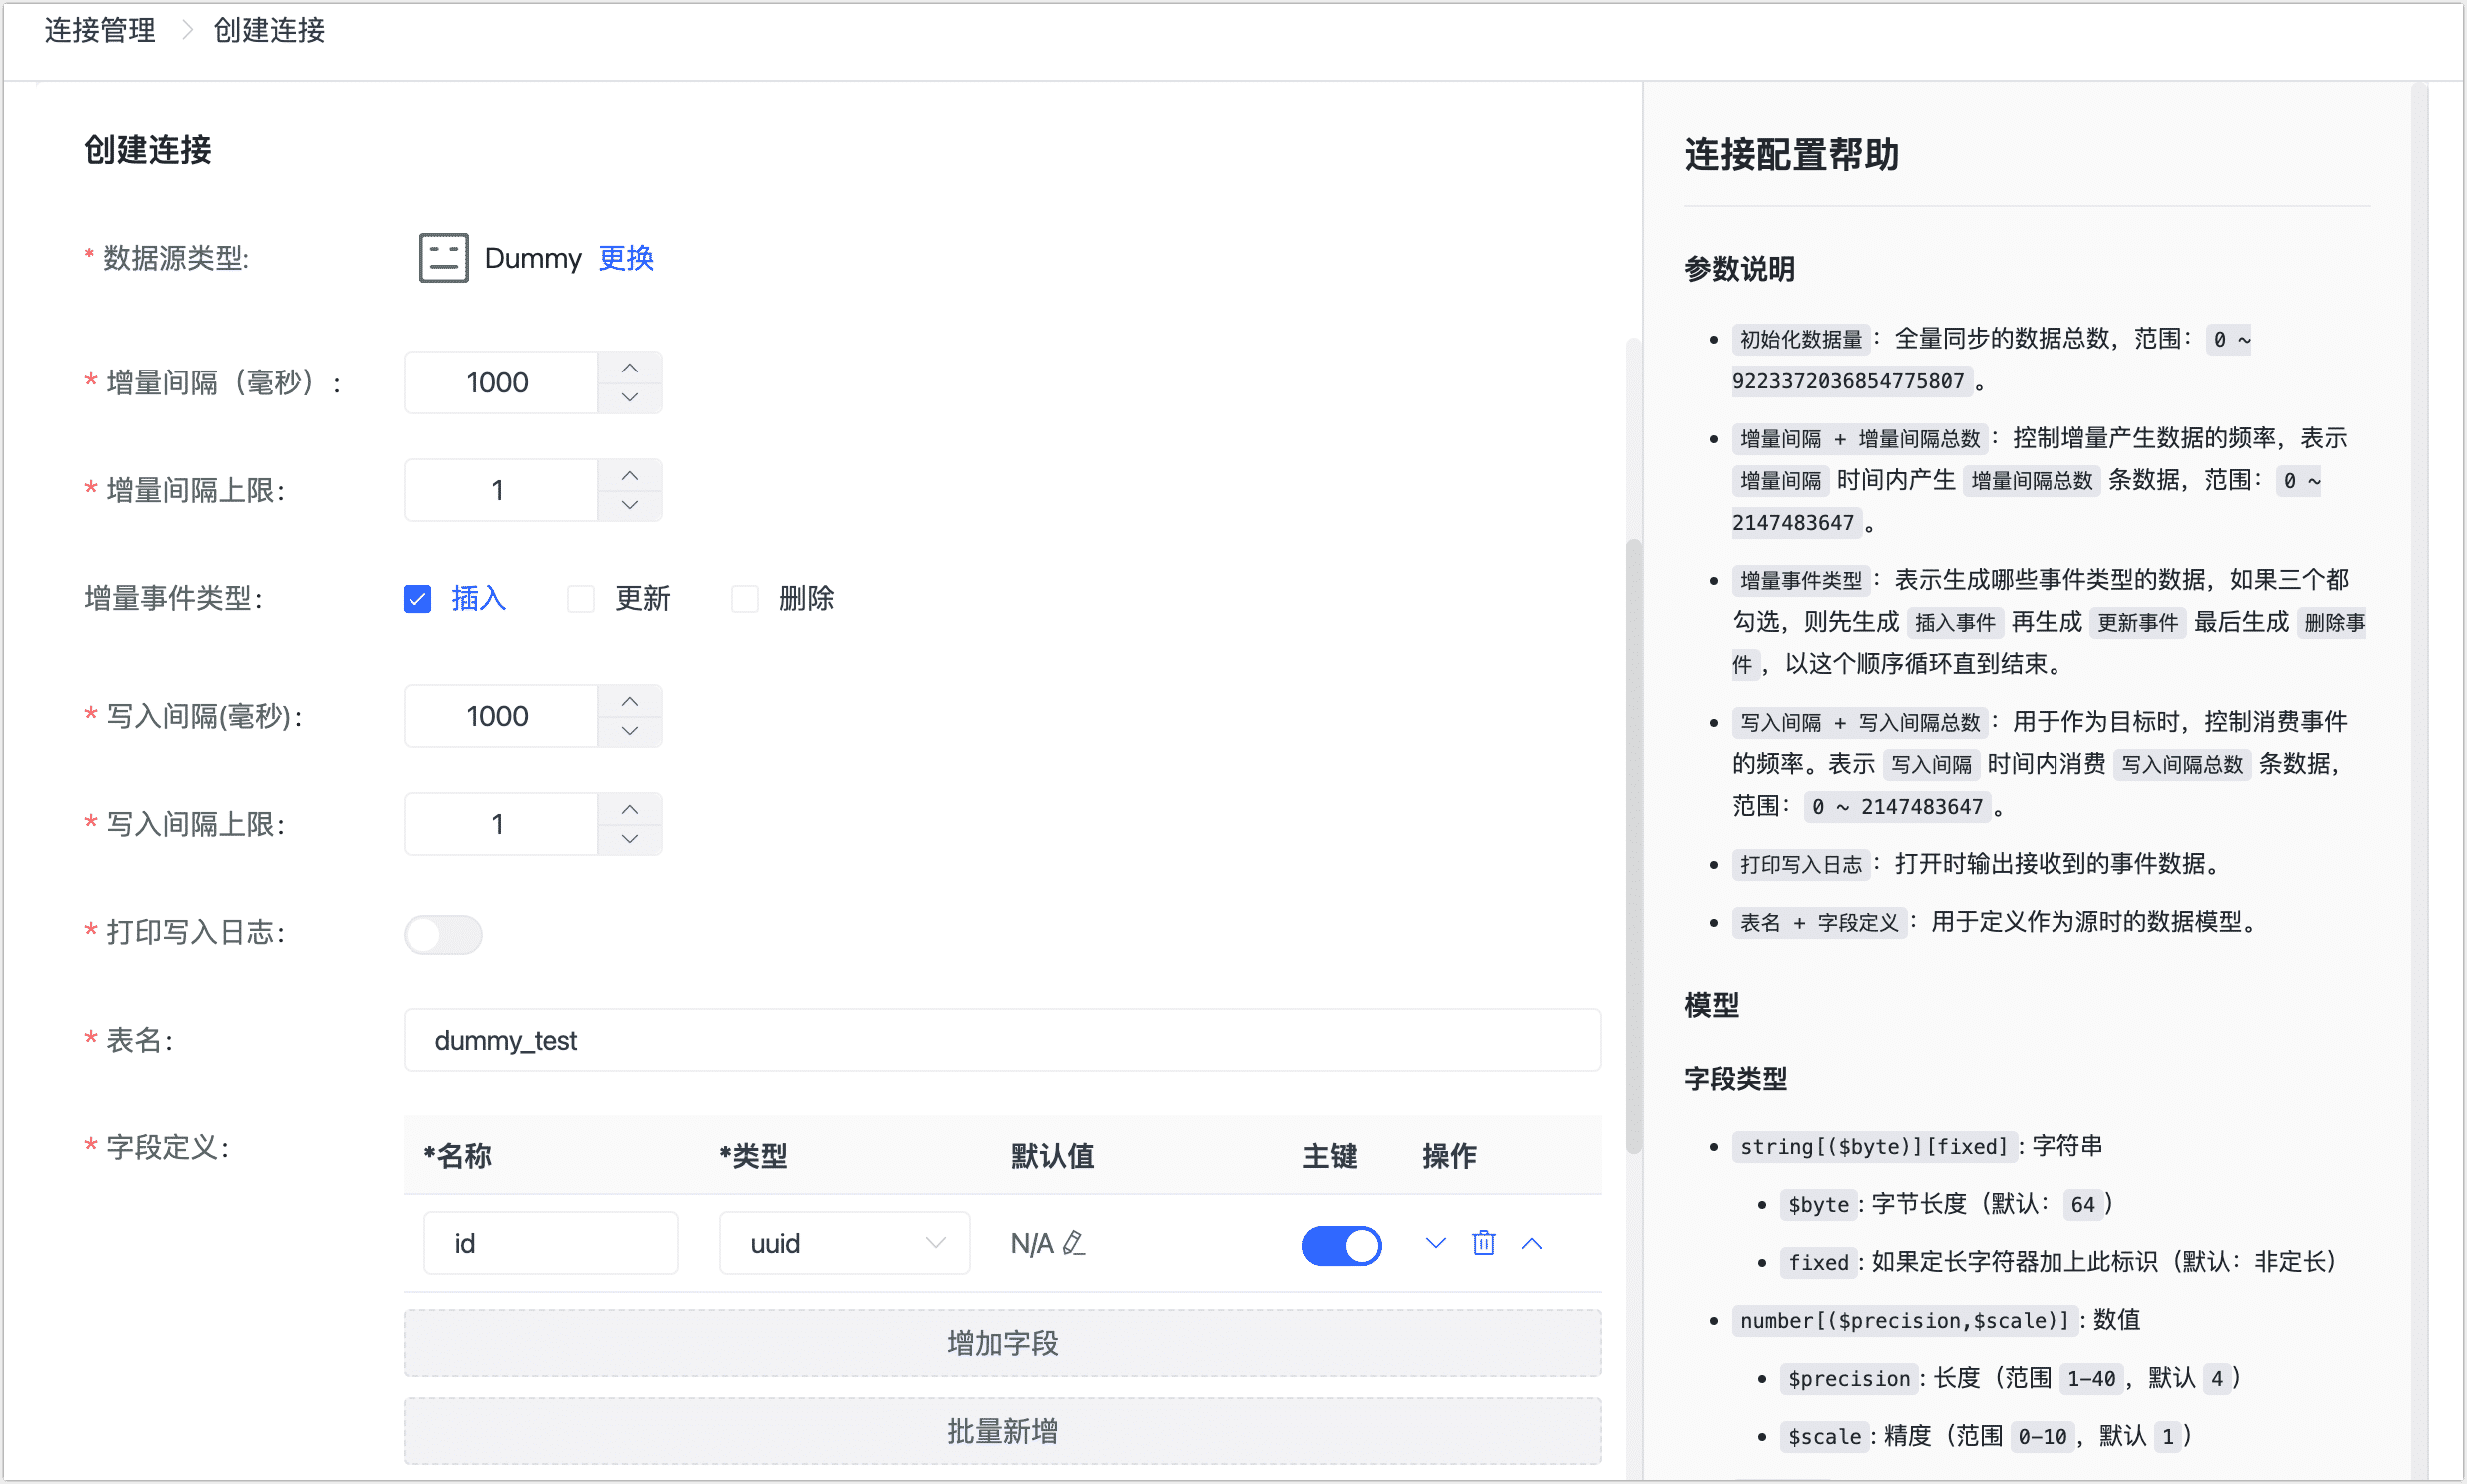 连接管理 > 创建连接
创建连接
* 数据源类型: Dummy 更换
* 增量间隔（毫秒）: 1000
* 增量间隔上限: 1
增量事件类型: 插入 更新 删除
* 写入间隔(毫秒): 1000
* 写入间隔上限: 1
* 打印写入日志:
* 表名: dummy_test
* 字段定义:
*名称 *类型 默认值 主键 操作
id uuid N/A
增加字段
批量新增
连接配置帮助
参数说明
初始化数据量：全量同步的数据总数，范围：0 ~
9223372036854775807。
增量间隔 + 增量间隔总数：控制增量产生数据的频率，表示
增量间隔 时间内产生 增量间隔总数 条数据，范围：0 ~
2147483647。
增量事件类型：表示生成哪些事件类型的数据，如果三个都
勾选，则先生成 插入事件 再生成 更新事件 最后生成 删除事
件，以这个顺序循环直到结束。
写入间隔 + 写入间隔总数：用于作为目标时，控制消费事件
的频率。表示 写入间隔 时间内消费 写入间隔总数 条数据，
范围：0 ~ 2147483647。
打印写入日志：打开时输出接收到的事件数据。
表名 + 字段定义：用于定义作为源时的数据模型。
模型
字段类型
string[($byte)][fixed]: 字符串
$byte: 字节长度（默认：64）
fixed: 如果定长字符器加上此标识（默认：非定长）
number[($precision,$scale)]: 数值
$precision: 长度（范围 1-40，默认 4）
$scale: 精度（范围 0-10，默认 1）